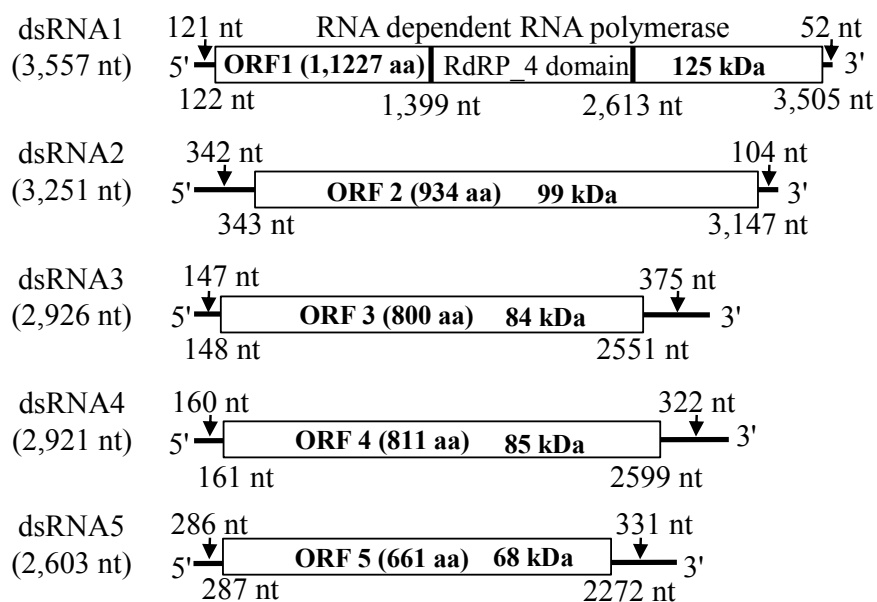 dsRNA1 121 nt RNA dependent RNA polymerase 52 nt
(3,557 nt) 5' ORF1 (1,1227 aa) RdRP_4 domain 125 kDa 3'
122 nt 1,399 nt 2,613 nt 3,505 nt
dsRNA2 342 nt 104 nt
(3,251 nt) 5' ORF 2 (934 aa) 99 kDa 3'
343 nt 3,147 nt
dsRNA3 147 nt 375 nt
(2,926 nt) 5' ORF 3 (800 aa) 84 kDa 3'
148 nt 2551 nt
dsRNA4 160 nt 322 nt
(2,921 nt) 5' ORF 4 (811 aa) 85 kDa 3'
161 nt 2599 nt
dsRNA5 286 nt 331 nt
(2,603 nt) 5' ORF 5 (661 aa) 68 kDa 3'
287 nt 2272 nt